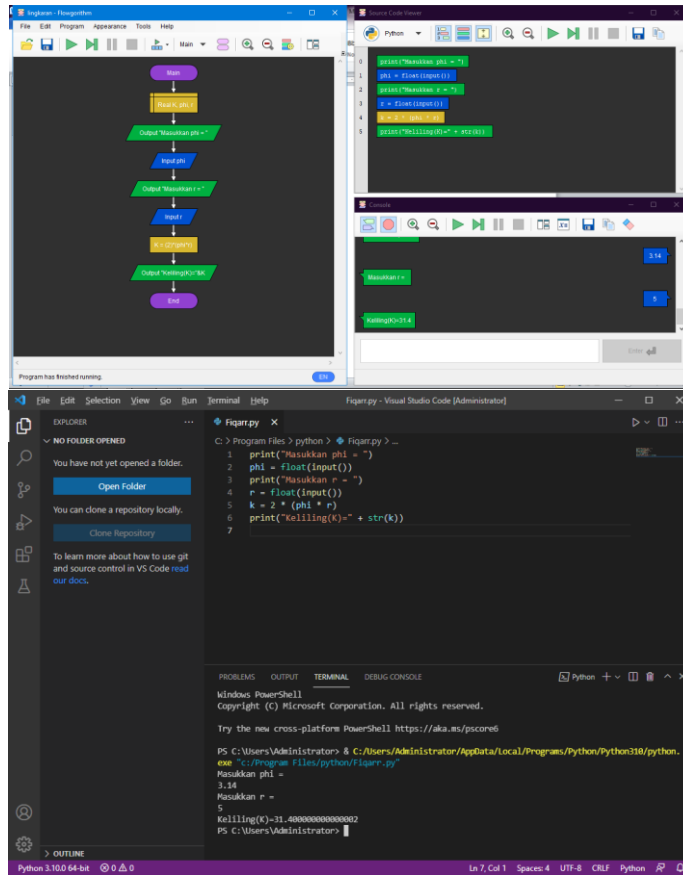 lingkaran - Flowgorithm
File Edit Program Appearance Tools Help
Main
Main
Real K, phi, r
Output "Masukkan phi = "
Input phi
Output "Masukkan r = "
Input r
K = (2)*(phi*r)
Output "Keliling(K)="&K
End
Program has finished running.
EN
Source Code Viewer
Python
0 print("Masukkan phi = ")
1 phi = float(input())
2 print("Masukkan r = ")
3 r = float(input())
4 k = 2 * (phi * r)
5 print("Keliling(K)=" + str(k))
Console
3.14
Masukkan r =
5
Keliling(K)=31.4
Enter
File Edit Selection View Go Run Terminal Help
Fiqarr.py - Visual Studio Code [Administrator]
EXPLORER
NO FOLDER OPENED
You have not yet opened a folder.
Open Folder
You can clone a repository locally.
Clone Repository
To learn more about how to use git
and source control in VS Code read
our docs.
OUTLINE
Fiqarr.py
C: > Program Files > python > Fiqarr.py > ...
1 print("Masukkan phi = ")
2 phi = float(input())
3 print("Masukkan r = ")
4 r = float(input())
5 k = 2 * (phi * r)
6 print("Keliling(K)=" + str(k))
7
PROBLEMS OUTPUT TERMINAL DEBUG CONSOLE
Python
Windows PowerShell
Copyright (C) Microsoft Corporation. All rights reserved.
Try the new cross-platform PowerShell https://aka.ms/pscore6
PS C:\Users\Administrator> & C:/Users/Administrator/AppData/Local/Programs/Python/Python310/python.
exe "c:/Program Files/python/Fiqarr.py"
Masukkan phi =
3.14
Masukkan r =
5
Keliling(K)=31.400000000000002
PS C:\Users\Administrator>
Python 3.10.0 64-bit 0 0
Ln 7, Col 1 Spaces: 4 UTF-8 CRLF Python